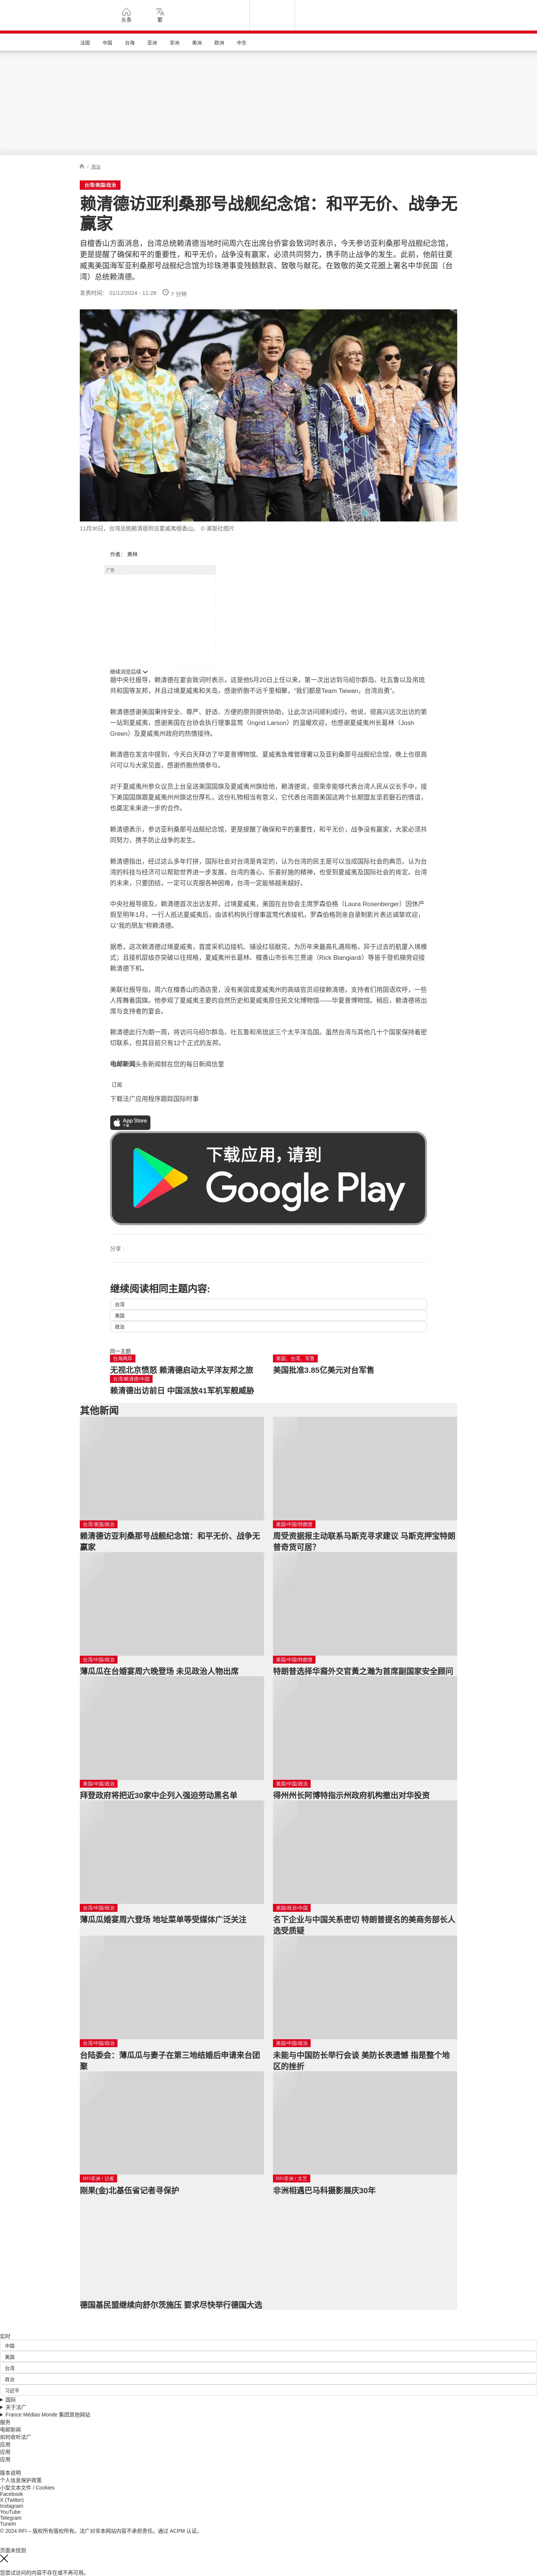 头条
繁
法国 中国 台海 亚洲 非洲 美洲 欧洲 中东
/ 政治
台湾/美国/政治
赖清德访亚利桑那号战舰纪念馆：和平无价、战争无
赢家
自檀香山方面消息，台湾总统赖清德当地时间周六在出席台侨宴会致词时表示，今天参访亚利桑那号战舰纪念馆，
更是提醒了确保和平的重要性，和平无价，战争没有赢家，必须共同努力，携手防止战争的发生。此前，他前往夏
威夷美国海军亚利桑那号战舰纪念馆为珍珠港事变残骸默哀、致敬与献花。在致敬的英文花圈上署名中华民国（台
湾）总统赖清德。
发表时间： 01/12/2024 - 11:28 7 分钟
11月30日，台湾总统赖清德到访夏威夷檀香山。 © 美联社图片
作者： 弗林
广告
继续浏览后续
据中央社报导，赖清德在宴会致词时表示，这是他5月20日上任以来，第一次出访到马绍尔群岛、吐瓦鲁以及帛琉
共和国等友邦，并且过境夏威夷和关岛，感谢侨胞不远千里相聚，“我们都是Team Taiwan，台湾尚勇”。
赖清德感谢美国秉持安全、尊严、舒适、方便的原则提供协助，让此次访问顺利成行。他说，很高兴这次出访的第
一站到夏威夷，感谢美国在台协会执行理事蓝莺（Ingrid Larson）的温暖欢迎，也感谢夏威夷州长葛林（Josh
Green）及夏威夷州政府的热情接待。
赖清德在发言中提到，今天白天拜访了毕夏普博物馆、夏威夷急难管理署以及亚利桑那号战舰纪念馆，晚上也很高
兴可以与大家见面，感谢侨胞热情参与。
对于夏威夷州参众议员上台呈送美国国旗及夏威夷州旗给他，赖清德说，很荣幸能够代表台湾人民从议长手中，接
下美国国旗跟夏威夷州州旗这份厚礼，这份礼物相当有意义，它代表台湾跟美国这两个长期盟友坚若磐石的情谊，
也奠定未来进一步的合作。
赖清德表示，参访亚利桑那号战舰纪念馆，更是提醒了确保和平的重要性，和平无价，战争没有赢家，大家必须共
同努力，携手防止战争的发生。
赖清德指出，经过这么多年打拼，国际社会对台湾是肯定的，认为台湾的民主是可以当成国际社会的典范，认为台
湾的科技与经济可以帮助世界进一步发展，台湾的善心、乐善好施的精神，也受到夏威夷及国际社会的肯定。台湾
的未来，只要团结，一定可以克服各种困难，台湾一定能够越来越好。
中央社报导提及，赖清德首次出访友邦，过境夏威夷，美国在台协会主席罗森伯格（Laura Rosenberger）因休产
假至明年1月，一行人抵达夏威夷后，由该机构执行理事蓝莺代表接机，罗森伯格则亲自录制影片表达诚挚欢迎，
以“我的朋友”称赖清德。
据悉，这次赖清德过境夏威夷，首度采机边接机、铺设红毯献花，为历年来最高礼遇规格，异于过去的航厦入境模
式；且接机层级亦突破以往规格，夏威夷州长葛林、檀香山市长布兰贾迪（Rick Blangiardi）等皆于登机梯旁迎接
赖清德下机。
美联社报导指，周六在檀香山的酒店里，没有美国或夏威夷州的高级官员迎接赖清德，支持者们用国语欢呼，一些
人挥舞着国旗。他参观了夏威夷主要的自然历史和夏威夷原住民文化博物馆——毕夏普博物馆。稍后，赖清德将出
席与支持者的宴会。
赖清德此行为期一周，将访问马绍尔群岛、吐瓦鲁和帛琉这三个太平洋岛国。虽然台湾与其他几十个国家保持着密
切联系，但其目前只有12个正式的友邦。
电邮新闻头条新闻就在您的每日新闻信里
订阅
下载法广应用程序跟踪国际时事
App Store
下载
下载应用，请到
Google Play
分享 :
继续阅读相同主题内容:
台湾
美国
政治
同一主题
台海两岸
无视北京愤怒 赖清德启动太平洋友邦之旅
美国、台湾、军售
美国批准3.85亿美元对台军售
台湾/赖清德/中国
赖清德出访前日 中国派放41军机军舰威胁
其他新闻
台湾/美国/政治
赖清德访亚利桑那号战舰纪念馆：和平无价、战争无
赢家
美国/中国/特朗普
周受资据报主动联系马斯克寻求建议 马斯克押宝特朗
普奇货可居？
台湾/中国/政治
薄瓜瓜在台婚宴周六晚登场 未见政治人物出席
美国/中国/特朗普
特朗普选择华裔外交官黃之瀚为首席副国家安全顾问
美国/中国/政治
拜登政府将把近30家中企列入强迫劳动黑名单
美国/中国/政治
得州州长阿博特指示州政府机构撤出对华投资
台湾/中国/政治
薄瓜瓜婚宴周六登场 地址菜单等受媒体广泛关注
美国/政治/中国
名下企业与中国关系密切 特朗普提名的美商务部长人
选受质疑
台湾/中国/政治
台陆委会：薄瓜瓜与妻子在第三地结婚后申请来台团
聚
美国/中国/政治
未能与中国防长举行会谈 美防长表遗憾 指是整个地
区的挫折
RFI非洲 / 记者
刚果(金)北基伍省记者寻保护
RFI非洲 / 文艺
非洲相遇巴马科摄影展庆30年
德国基民盟继续向舒尔茨施压 要求尽快举行德国大选
实时
中国
美国
台湾
政治
习近平
国际
关于法广
France Médias Monde 集团其他网站
服务
电邮新闻
如何收听法广
应用
应用
应用
版本说明
个人信息保护政策
小型文本文件 / Cookies
Facebook
X (Twitter)
Instagram
YouTube
Telegram
TuneIn
© 2024 RFI – 版权所有版权所有。法广对非本网站内容不承担责任。通过 ACPM 认证。
页面未找到
您尝试访问的内容不存在或不再可用。